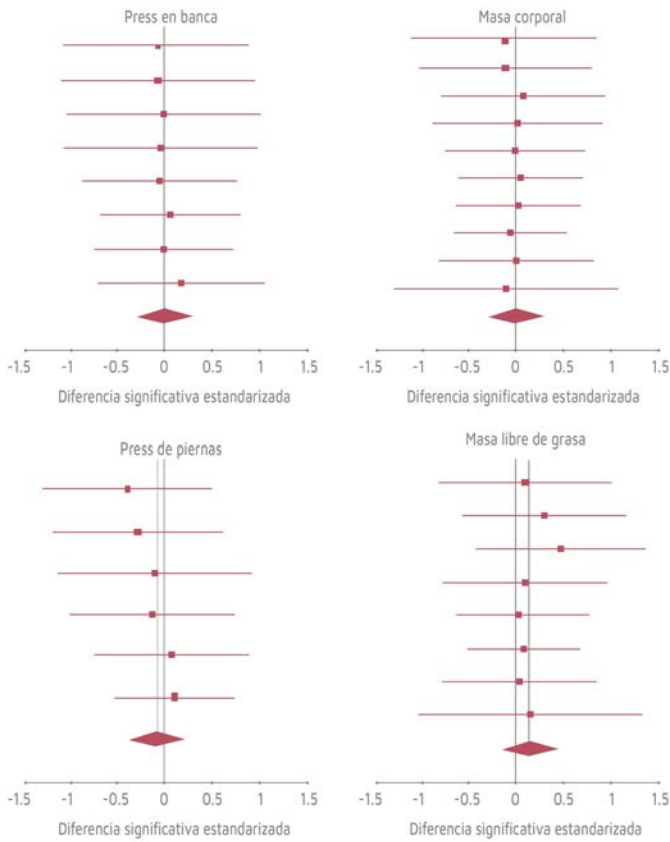 Press en banca
-1.5 -1 -0.5 0 0.5 1 1.5
Diferencia significativa estandarizada
Masa corporal
-1.5 -1 -0.5 0 0.5 1 1.5
Diferencia significativa estandarizada
Press de piernas
-1.5 -1 -0.5 0 0.5 1 1.5
Diferencia significativa estandarizada
Masa libre de grasa
-1.5 -1 -0.5 0 0.5 1 1.5
Diferencia significativa estandarizada